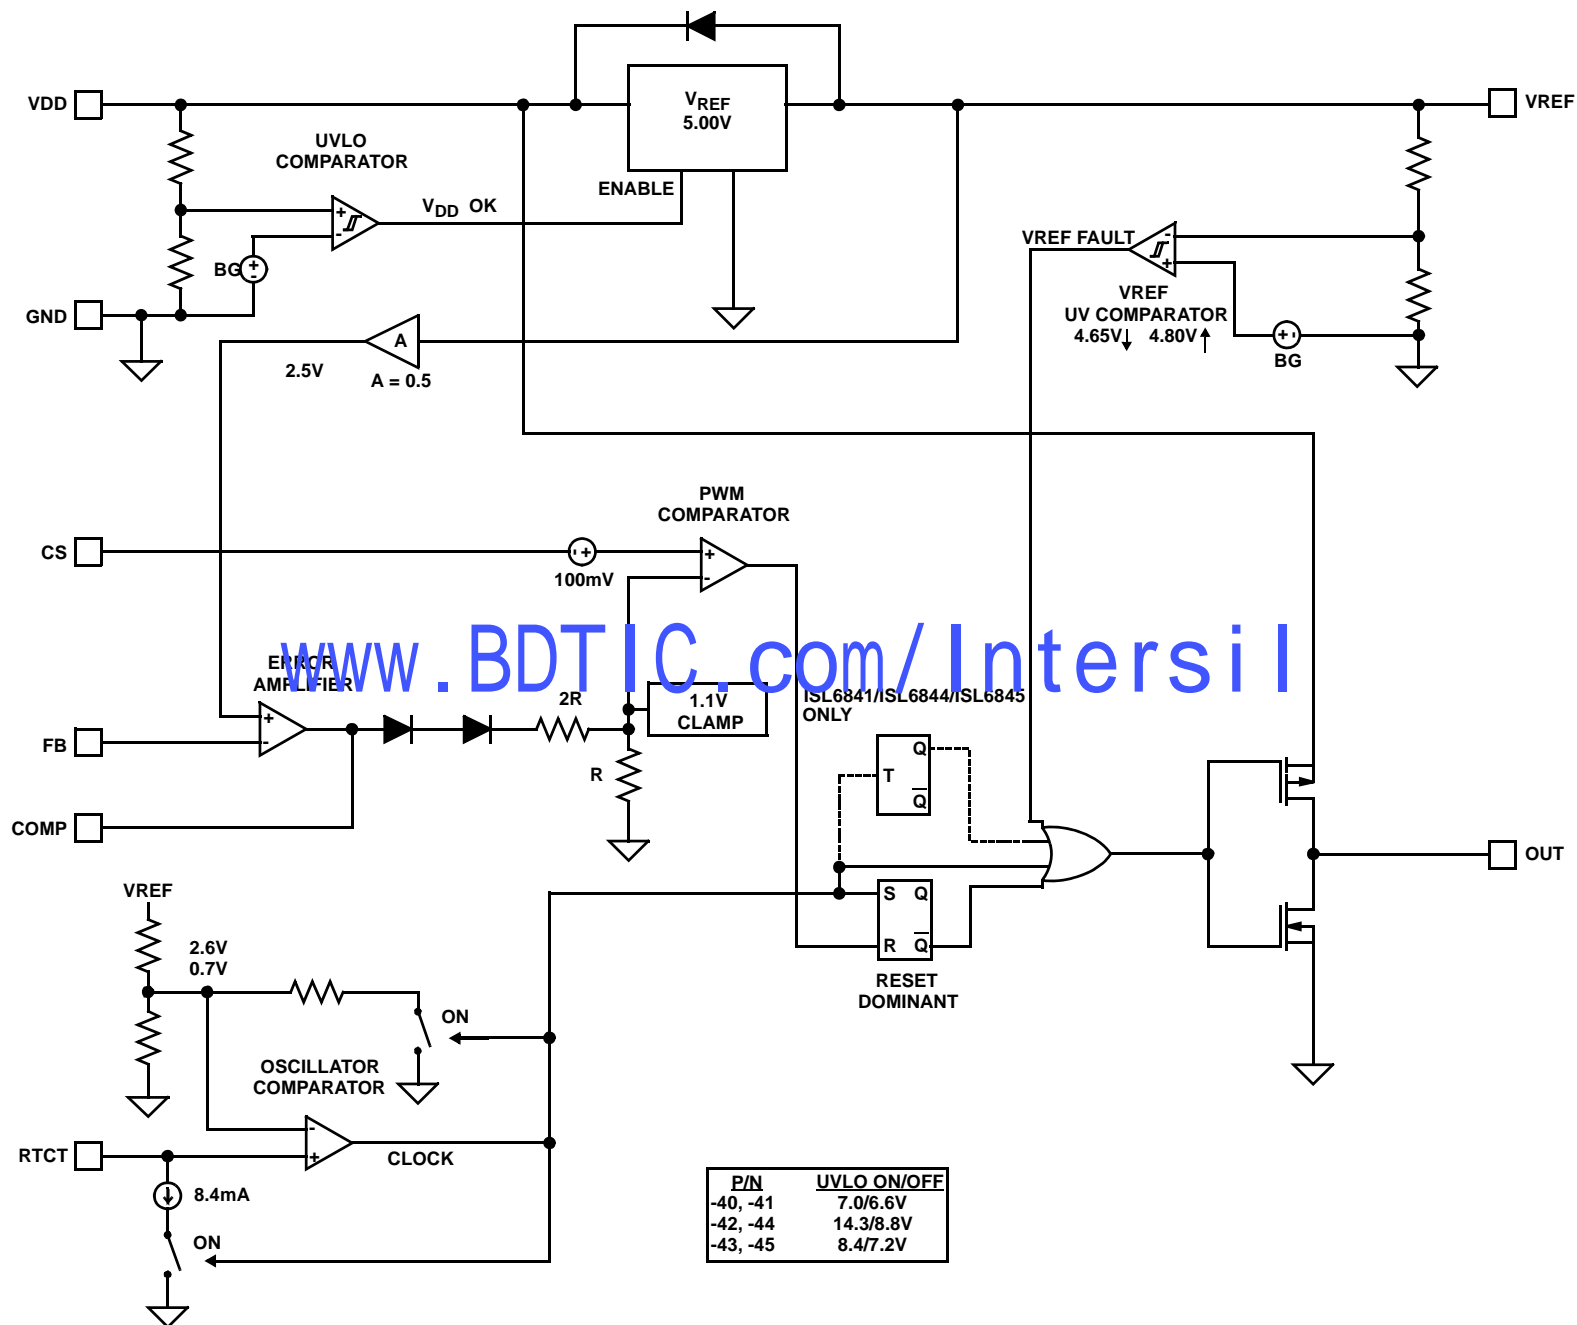 VDD
VREF
5.00V
VREF
UVLO
COMPARATOR
ENABLE
VDD OK
+
-
BG
+
-
GND
VREF FAULT
-
+
VREF
UV COMPARATOR
4.65V↓ 4.80V↑
+ -
BG
A
2.5V
A = 0.5
PWM
COMPARATOR
CS
- +
100mV
+
-
www.BDTIC.com/Intersil
ERROR
AMPLIFIER
2R
1.1V
CLAMP
ISL6841/ISL6844/ISL6845
ONLY
+
-
FB
R
Q
T
Q̅
COMP
OUT
VREF
S Q
R Q̅
2.6V
0.7V
RESET
DOMINANT
ON
OSCILLATOR
COMPARATOR
-
+
RTCT
CLOCK
8.4mA
ON
P/N UVLO ON/OFF
-40, -41 7.0/6.6V
-42, -44 14.3/8.8V
-43, -45 8.4/7.2V